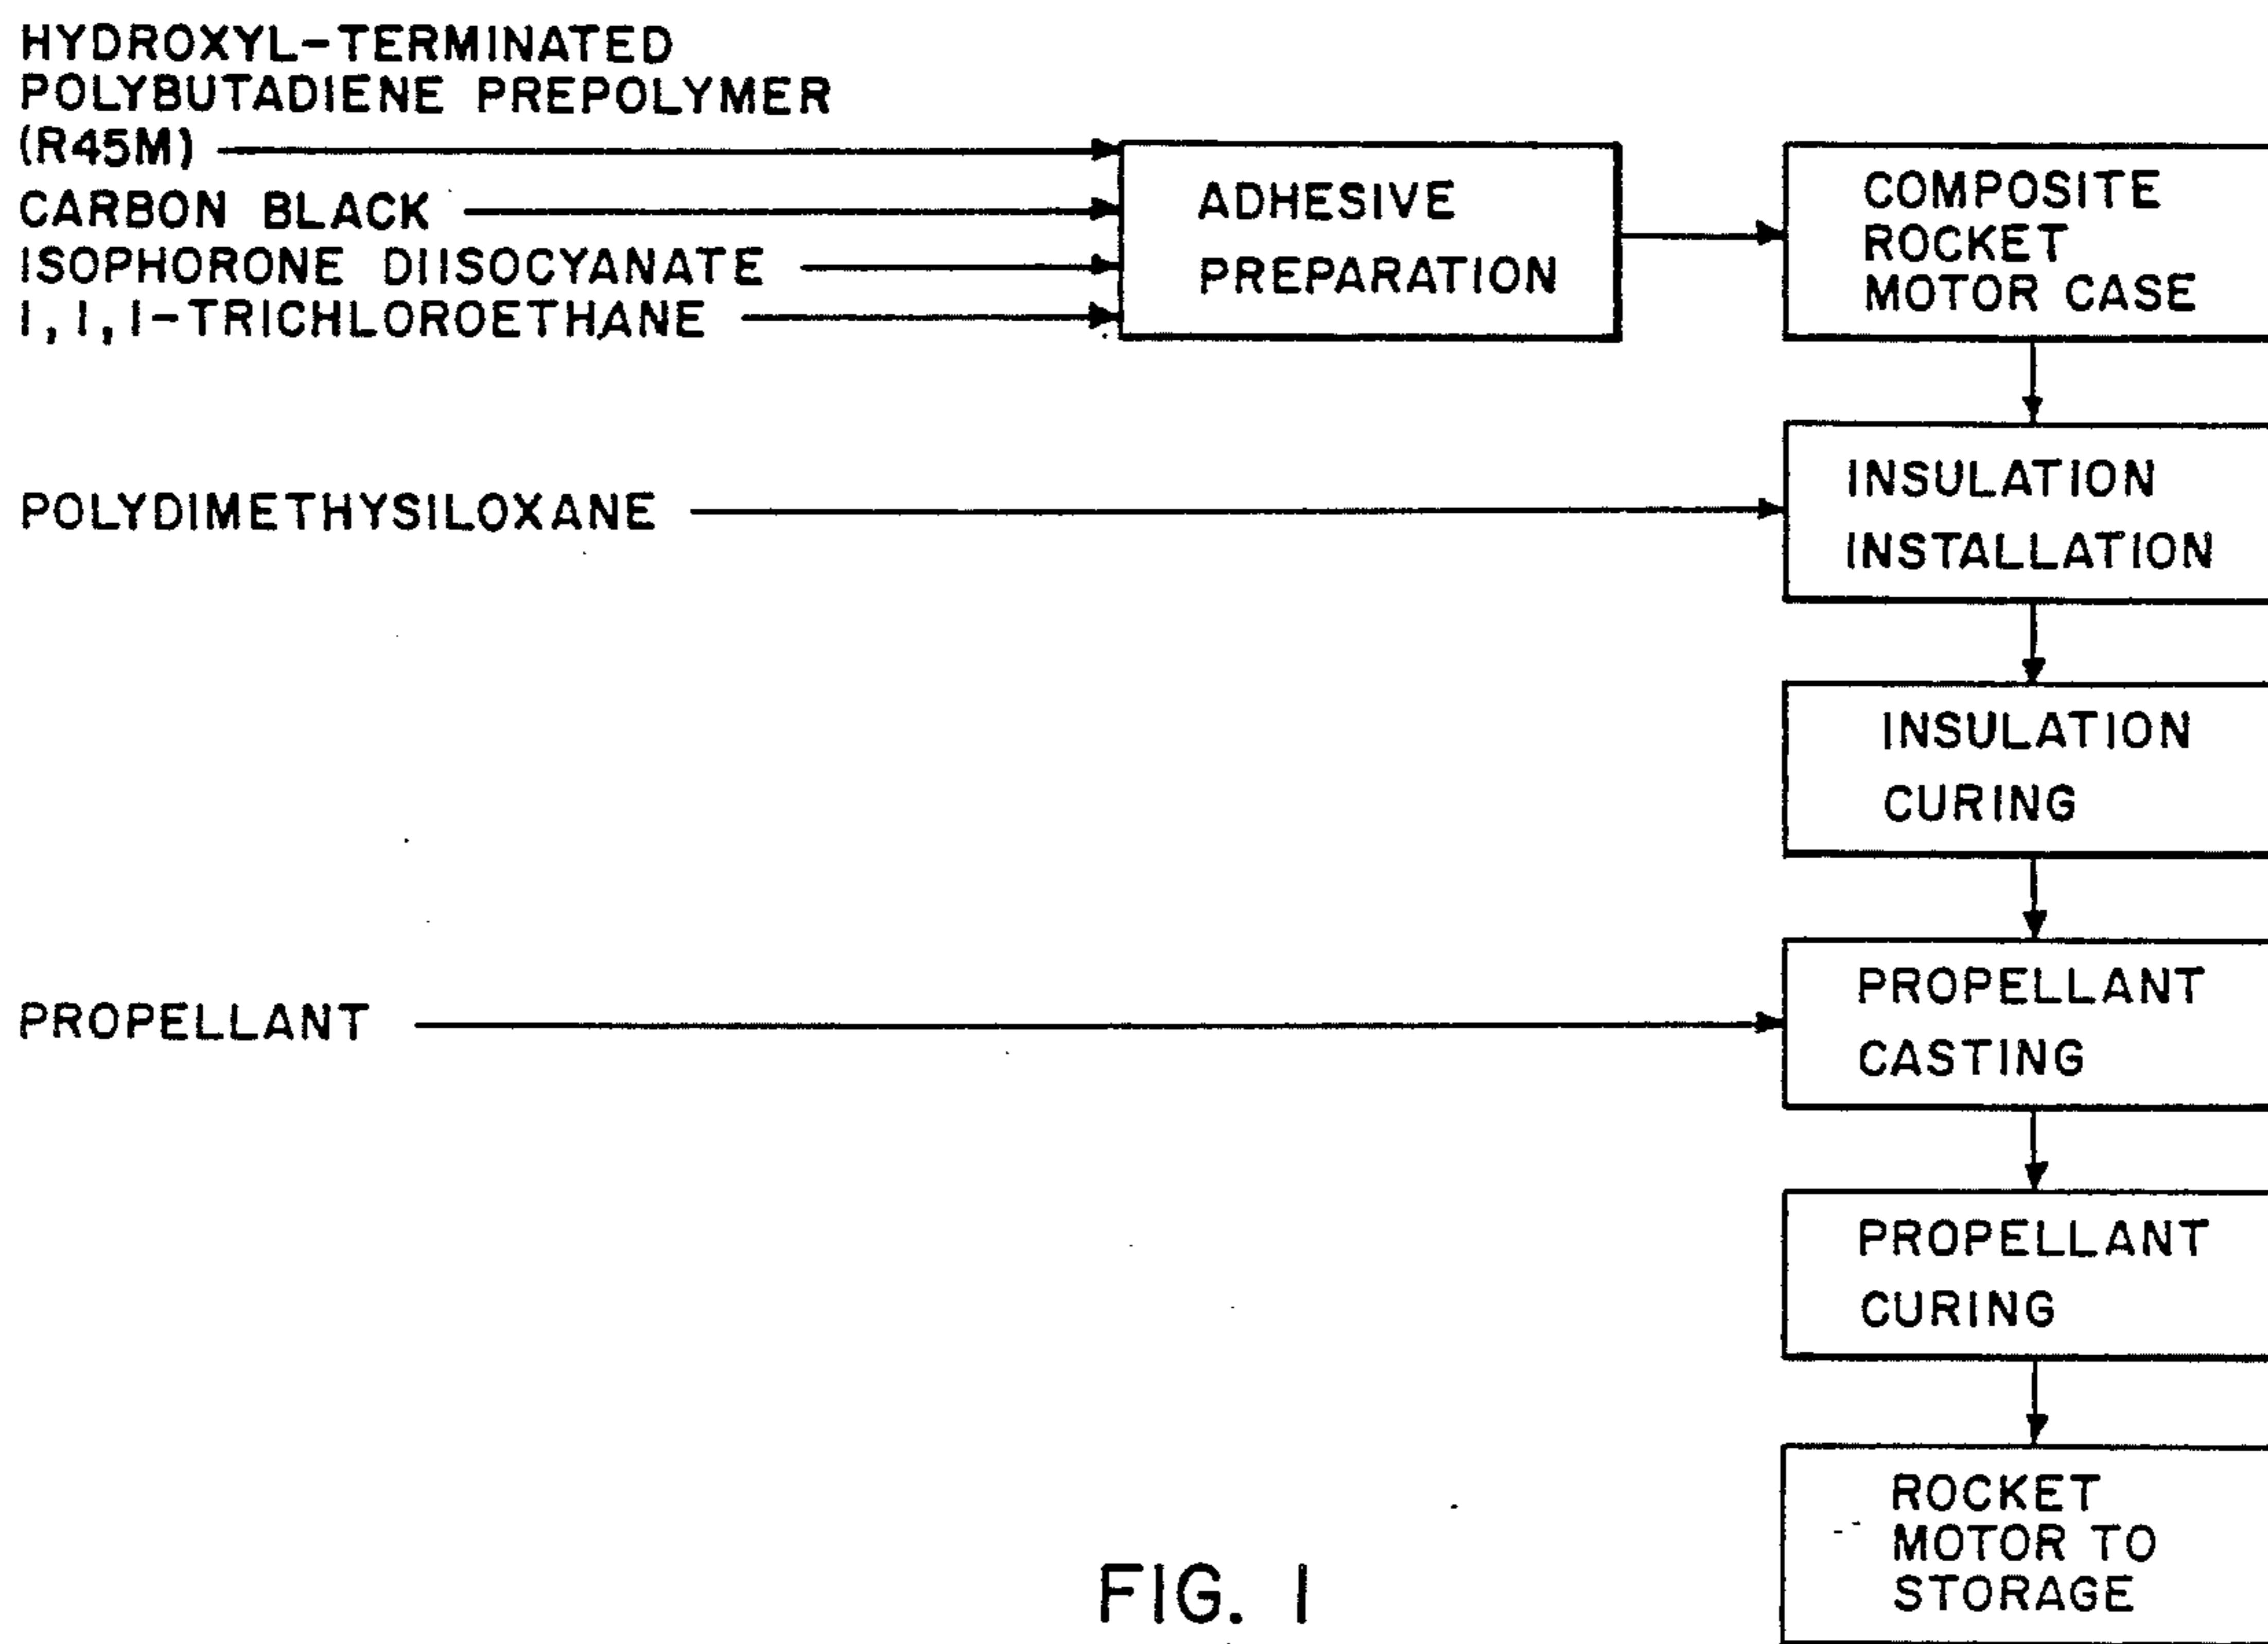 HYDROXYL-TERMINATED
POLYBUTADIENE PREPOLYMER
(R45M)
CARBON BLACK
ISOPHORONE DIISOCYANATE
1,1,1-TRICHLOROETHANE
ADHESIVE
PREPARATION
COMPOSITE
ROCKET
MOTOR CASE
POLYDIMETHYSILOXANE
INSULATION
INSTALLATION
INSULATION
CURING
PROPELLANT
PROPELLANT
CASTING
PROPELLANT
CURING
ROCKET
MOTOR TO
STORAGE
FIG. 1